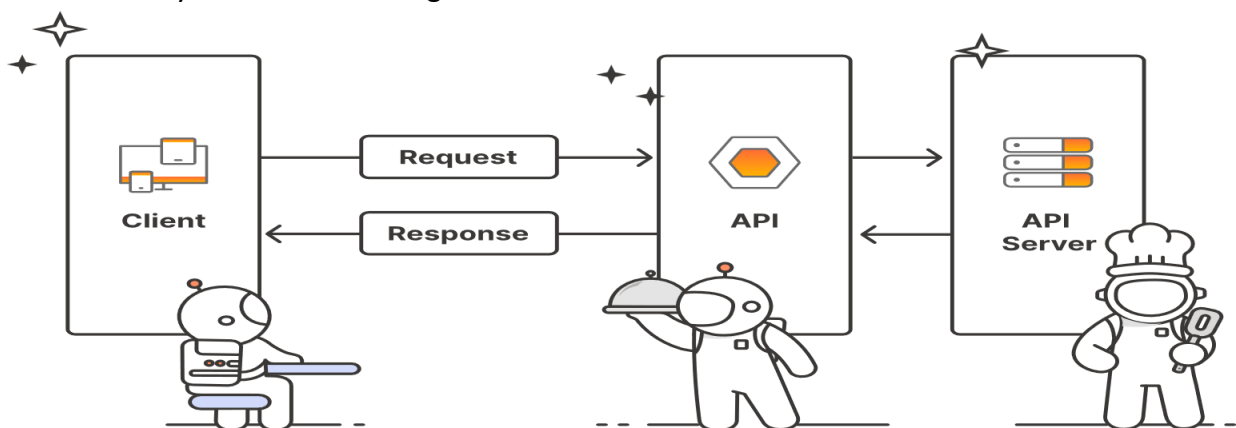 Client
Request
Response
API
API
Server